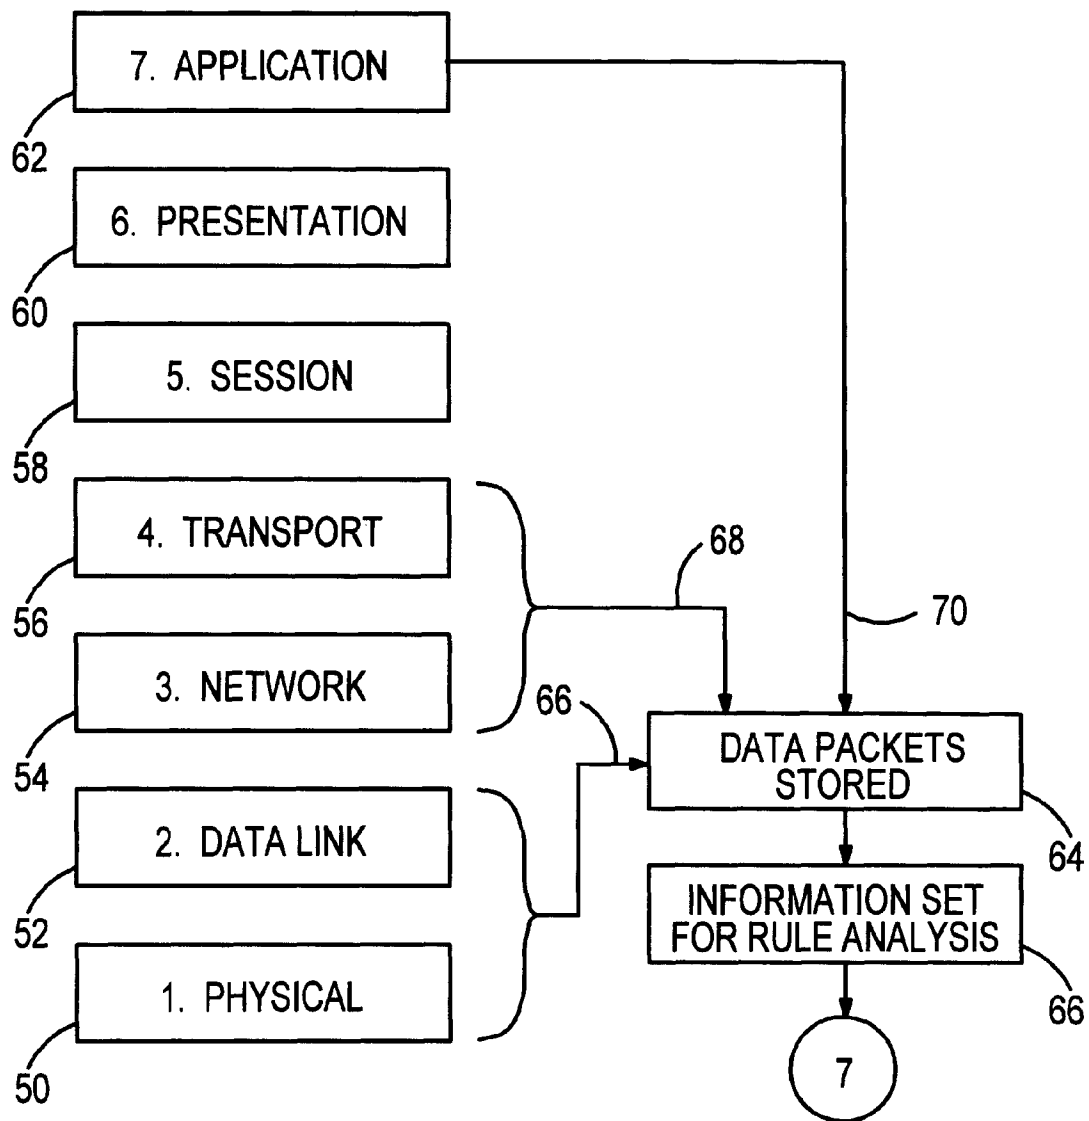 7. APPLICATION
62
6. PRESENTATION
60
5. SESSION
58
4. TRANSPORT
56
68
70
3. NETWORK
54
66
DATA PACKETS
STORED
64
2. DATA LINK
52
INFORMATION SET
FOR RULE ANALYSIS
66
1. PHYSICAL
50
7